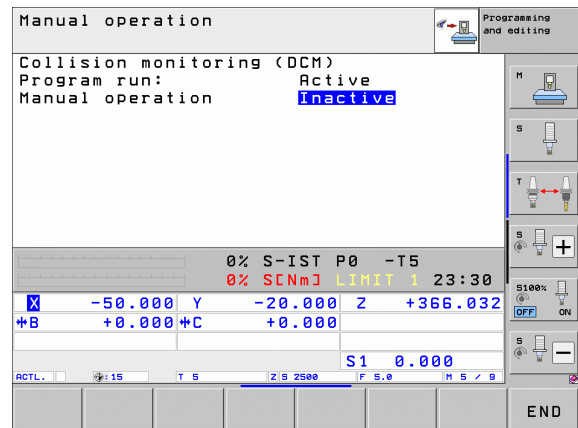 Manual operation
Programming
and editing
Collision monitoring (DCM)
Program run: Active
Manual operation Inactive
0% S-IST P0 -T5
0% S[Nm] LIMIT 1 23:30
X -50.000 Y -20.000 Z +366.032
B +0.000 C +0.000
S1 0.000
ACTL. : 15 T 5 Z S 2500 F 5.0 M 5 / 9
M
S
T
S
S100%
OFF ON
S
END